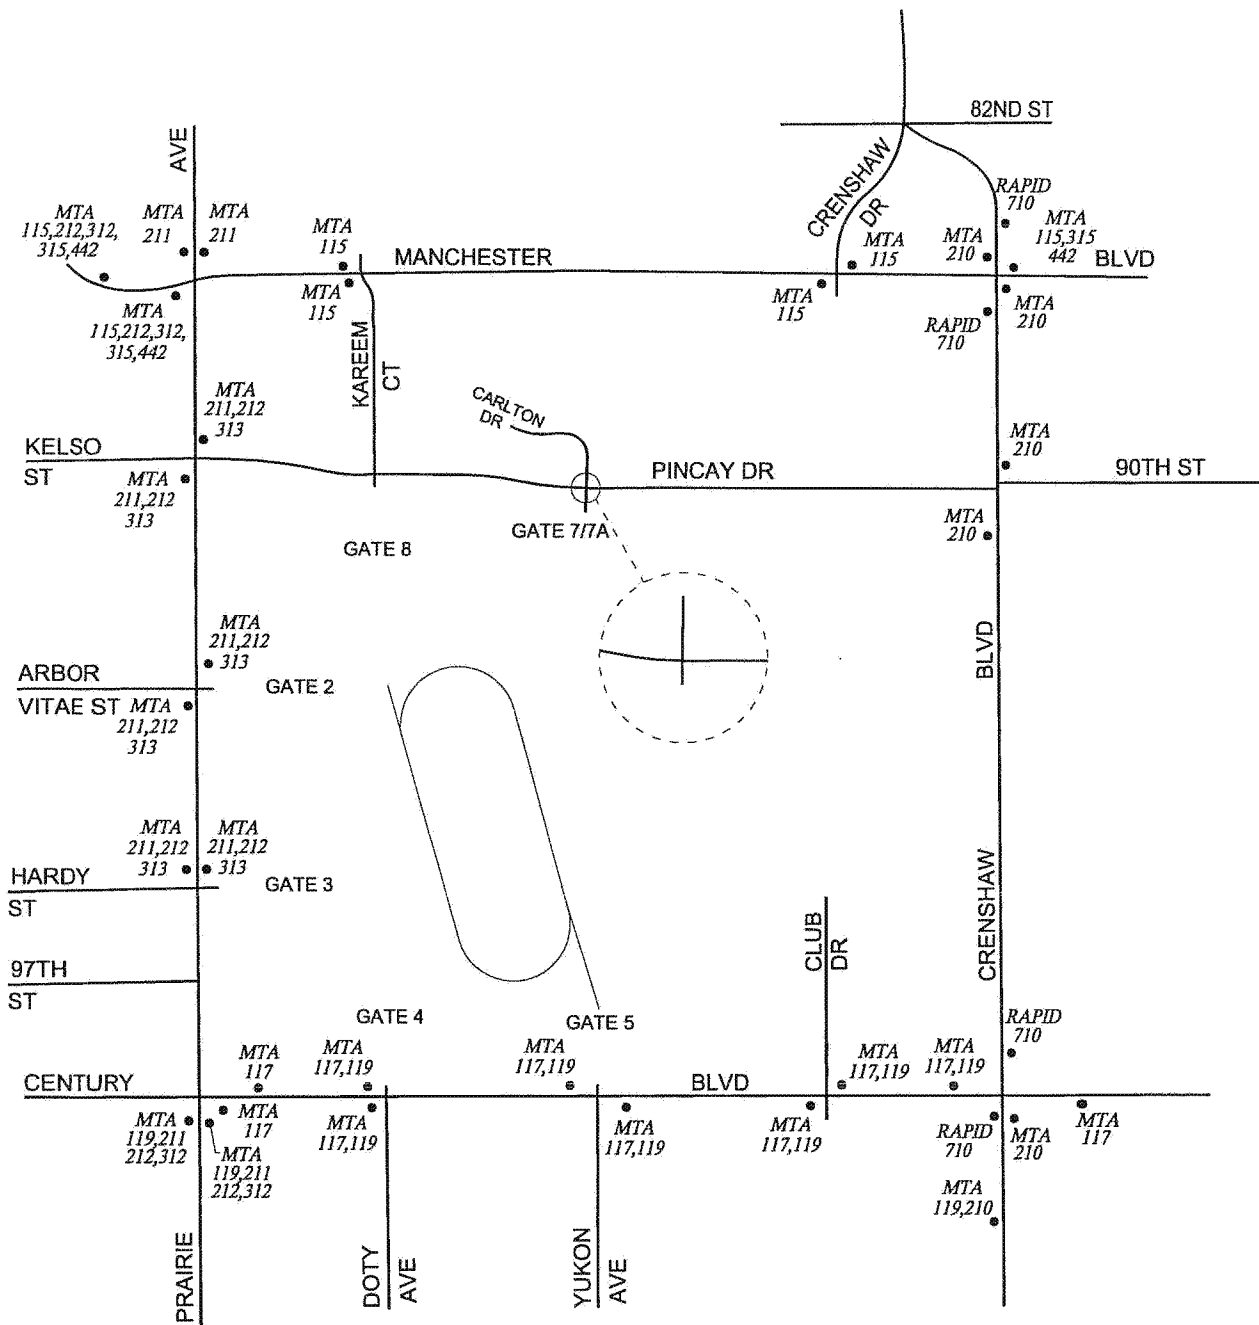 82ND ST
AVE
CRENSHAW
DR
RAPID
710
MTA
115,212,312,
315,442
MTA
211
MTA
211
MTA
115
MTA
115
MTA
210
MTA
115,315
442
MANCHESTER
BLVD
MTA
115,212,312,
315,442
MTA
115
MTA
115
RAPID
710
MTA
210
KAREEM
CT
MTA
211,212
313
CARLTON
DR
MTA
210
KELSO
ST
PINCAY DR
90TH ST
MTA
211,212
313
GATE 7/7A
MTA
210
GATE 8
MTA
211,212
313
BLVD
ARBOR
VITAE ST
GATE 2
MTA
211,212
313
MTA
211,212
313
MTA
211,212
313
HARDY
ST
GATE 3
CLUB
DR
CRENSHAW
97TH
ST
GATE 4
GATE 5
RAPID
710
MTA
117
MTA
117,119
MTA
117,119
MTA
117,119
MTA
117,119
CENTURY
BLVD
MTA
119,211
212,312
MTA
117
MTA
119,211
212,312
MTA
117,119
MTA
117,119
MTA
117,119
RAPID
710
MTA
210
MTA
117
MTA
119,210
PRAIRIE
DOTY
AVE
YUKON
AVE